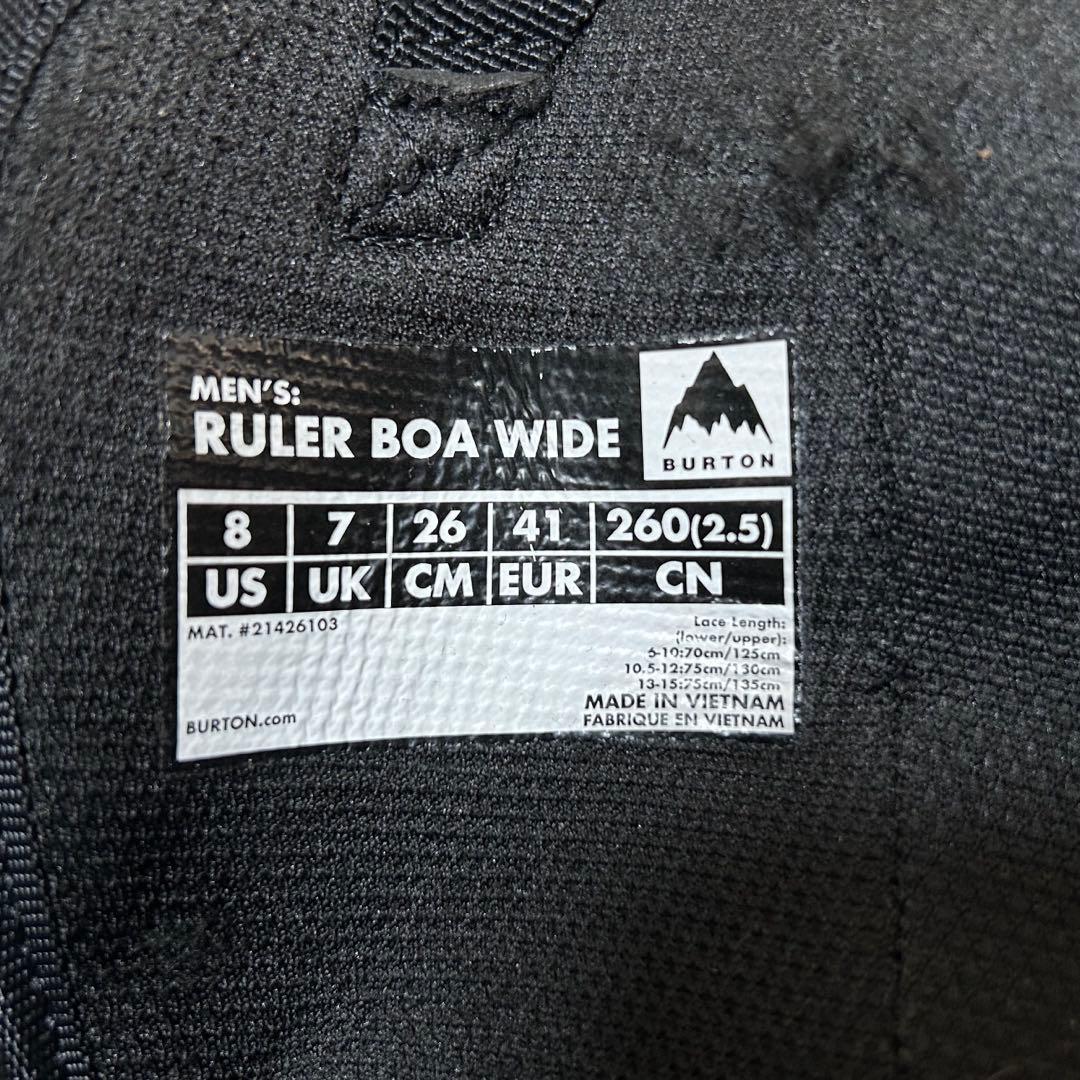 MEN'S:
RULER BOA WIDE
BURTON
8 7 26 41 260(2.5)
US UK CM EUR CN
MAT. #21426103
Lace Length:
(lower/upper):
6-10:70cm/125cm
10.5-12:75cm/130cm
13-15:75cm/135cm
MADE IN VIETNAM
BURTON.com
FABRIQUE EN VIETNAM